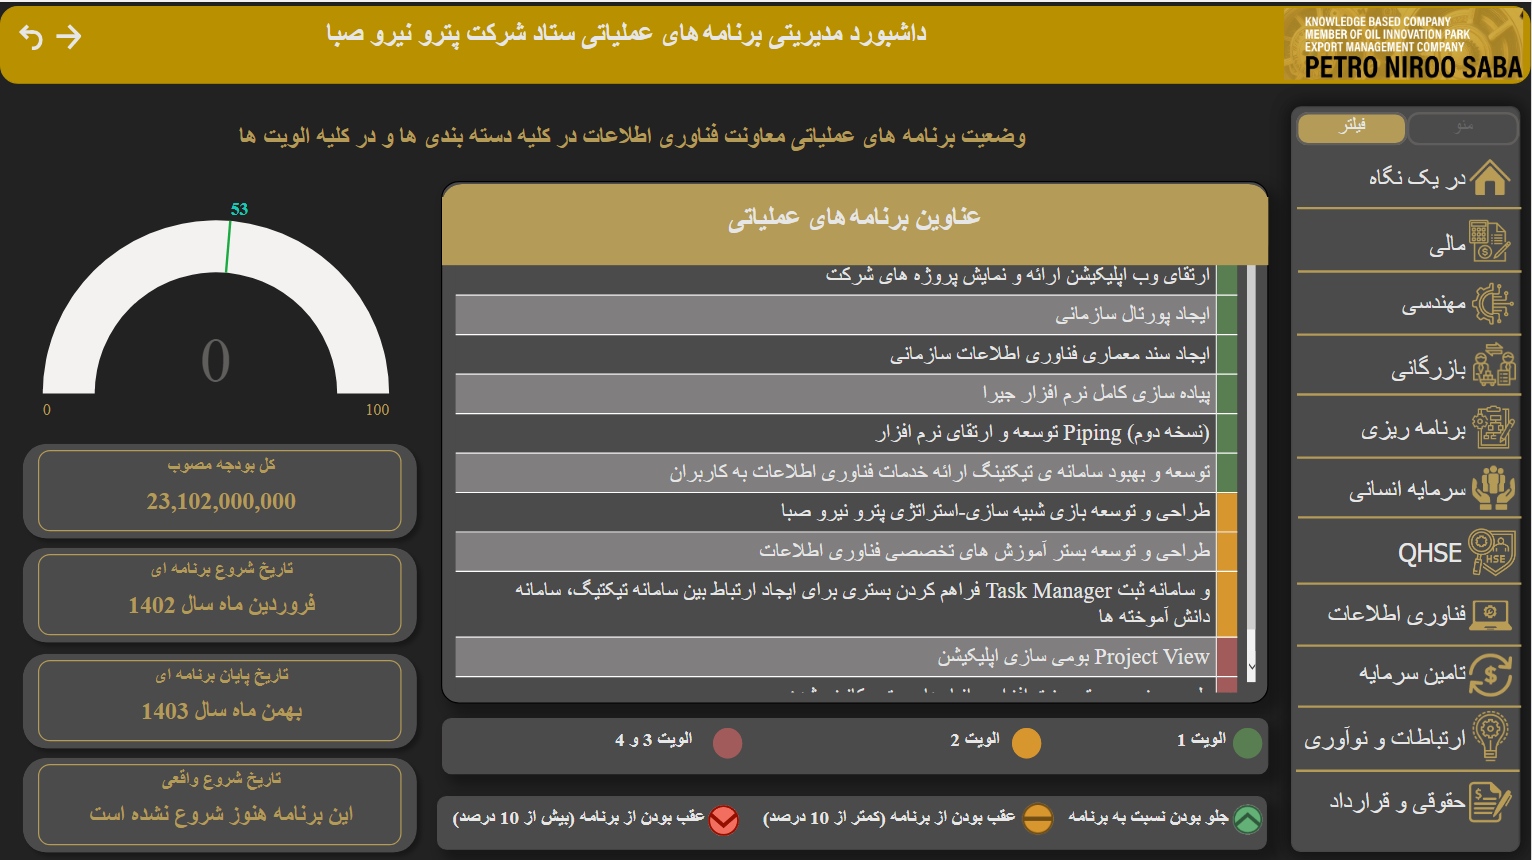 داشبورد مدیریتی برنامه های عملیاتی ستاد شرکت پترو نیرو صبا
KNOWLEDGE BASED COMPANY
MEMBER OF OIL INNOVATION PARK
EXPORT MANAGEMENT COMPANY
PETRO NIROO SABA
منو
فیلتر
در یک نگاه
مالی
مهندسی
بازرگانی
برنامه ریزی
سرمایه انسانی
QHSE
HSE
فناوری اطلاعات
تامین سرمایه
ارتباطات و نوآوری
حقوقی و قرارداد
وضعیت برنامه های عملیاتی معاونت فناوری اطلاعات در کلیه دسته بندی ها و در کلیه الویت ها
عناوین برنامه های عملیاتی
ارتقای وب اپلیکیشن ارائه و نمایش پروژه های شرکت
ایجاد پورتال سازمانی
ایجاد سند معماری فناوری اطلاعات سازمانی
پیاده سازی کامل نرم افزار جیرا
(نسخه دوم) Piping توسعه و ارتقای نرم افزار
توسعه و بهبود سامانه ی تیکتینگ ارائه خدمات فناوری اطلاعات به کاربران
طراحی و توسعه بازی شبیه سازی-استراتژی پترو نیرو صبا
طراحی و توسعه بستر آموزش های تخصصی فناوری اطلاعات
و سامانه ثبت Task Manager فراهم کردن بستری برای ایجاد ارتباط بین سامانه تیکتیگ، سامانه
دانش آموخته ها
Project View بومی سازی اپلیکیشن
الویت 1
الویت 2
الویت 3 و 4
جلو بودن نسبت به برنامه
عقب بودن از برنامه (کمتر از 10 درصد)
عقب بودن از برنامه (بیش از 10 درصد)
53
0
0
100
کل بودجه مصوب
23,102,000,000
تاریخ شروع برنامه ای
فروردین ماه سال 1402
تاریخ پایان برنامه ای
بهمن ماه سال 1403
تاریخ شروع واقعی
این برنامه هنوز شروع نشده است